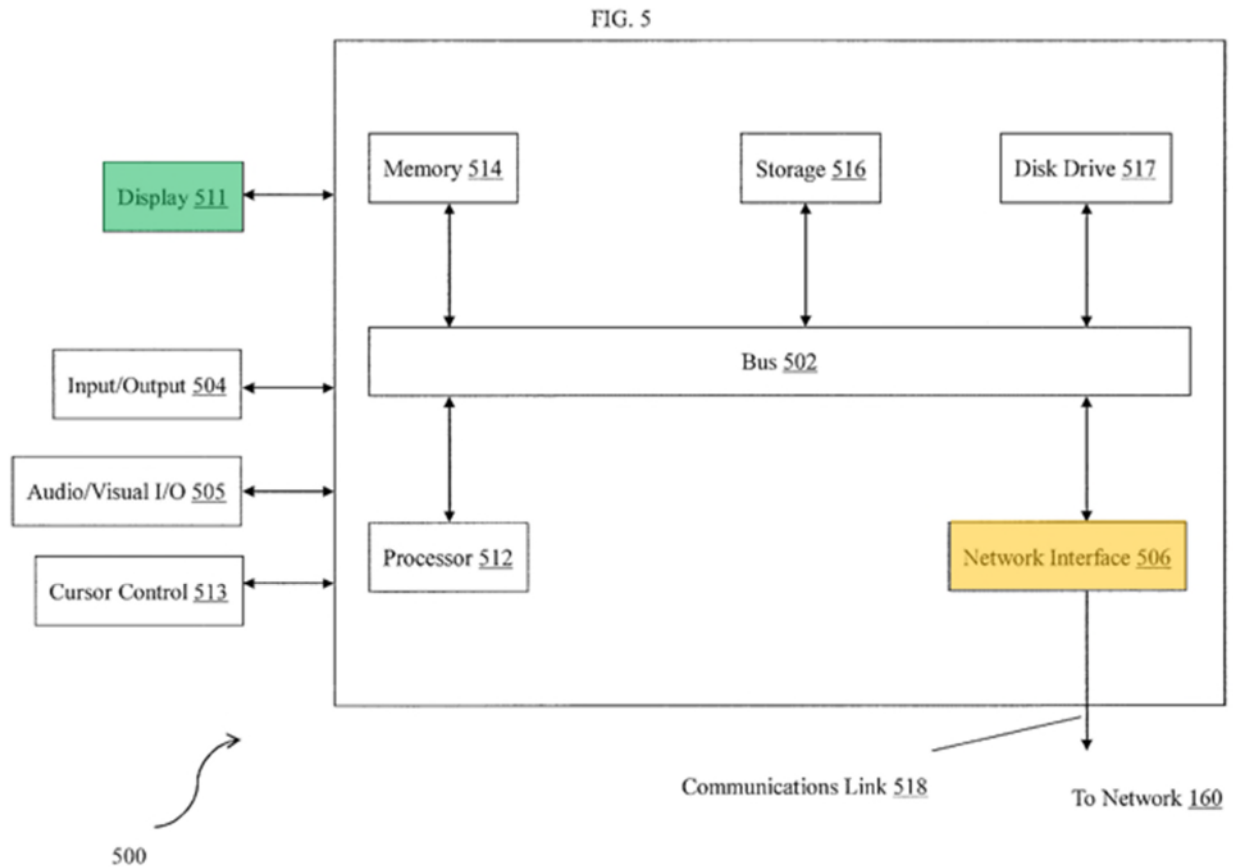 FIG. 5
Memory 514
Storage 516
Disk Drive 517
Display 511
Bus 502
Input/Output 504
Audio/Visual I/O 505
Processor 512
Network Interface 506
Cursor Control 513
Communications Link 518
To Network 160
500